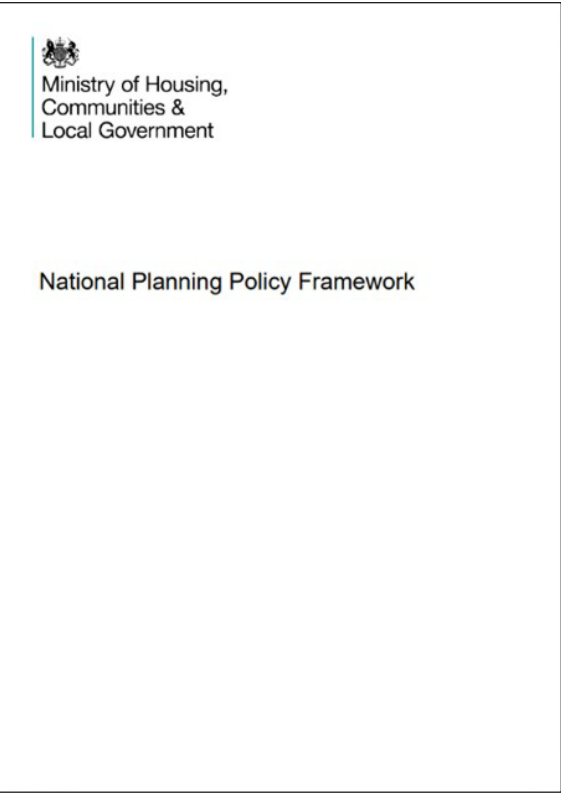 Ministry of Housing,
Communities &
Local Government
National Planning Policy Framework